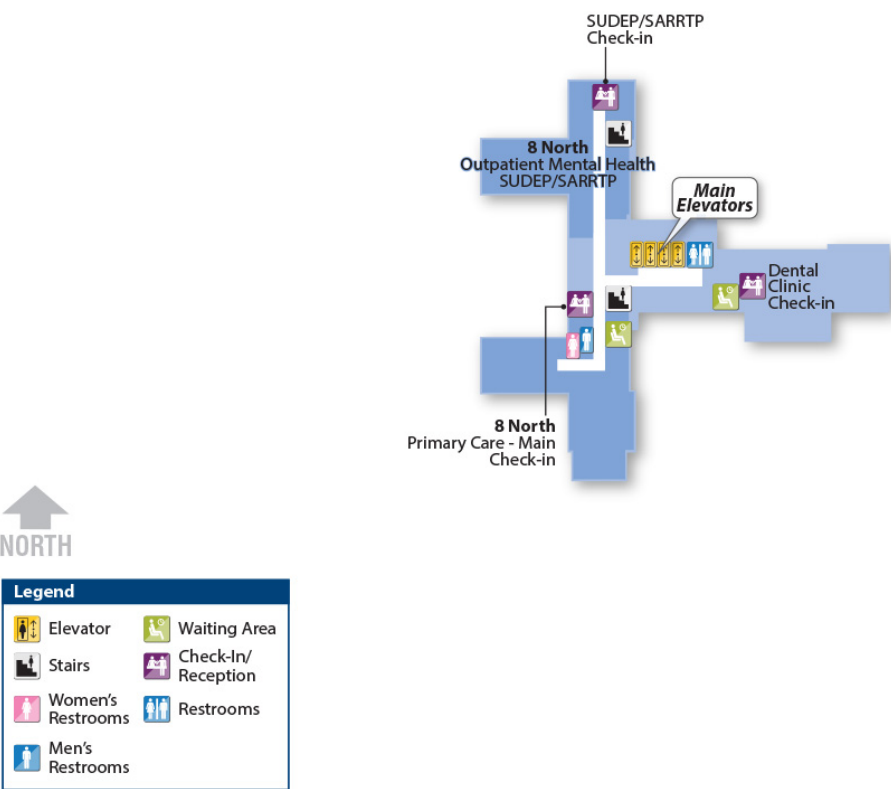 SUDEP/SARRTP
Check-in
8 North
Outpatient Mental Health
SUDEP/SARRTP
Main
Elevators
Dental
Clinic
Check-in
8 North
Primary Care - Main
Check-in
NORTH
Legend
Elevator
Waiting Area
Stairs
Check-In/
Reception
Women's
Restrooms
Restrooms
Men's
Restrooms